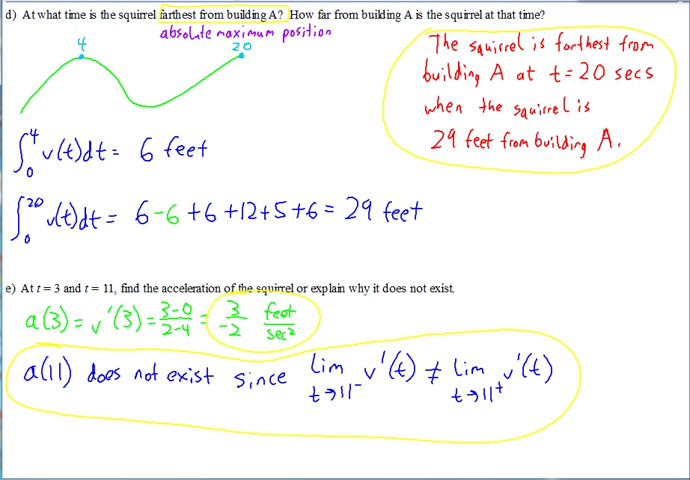 d) At what time is the squirrel farthest from building A? How far from building A is the squirrel at that time?
absolute maximum position
4
20
The squirrel is farthest from
building A at t=20 secs
when the squirrel is
29 feet from building A.
∫₀⁴ v(t)dt = 6 feet
∫₀²⁰ v(t)dt = 6-6+6+12+5+6 = 29 feet
e) At t = 3 and t = 11, find the acceleration of the squirrel or explain why it does not exist.
a(3) = v'(3) = (3-0)/(2-4) = 3/-2 feet/sec²
a(11) does not exist since lim t→11⁻ v'(t) ≠ lim t→11⁺ v'(t)